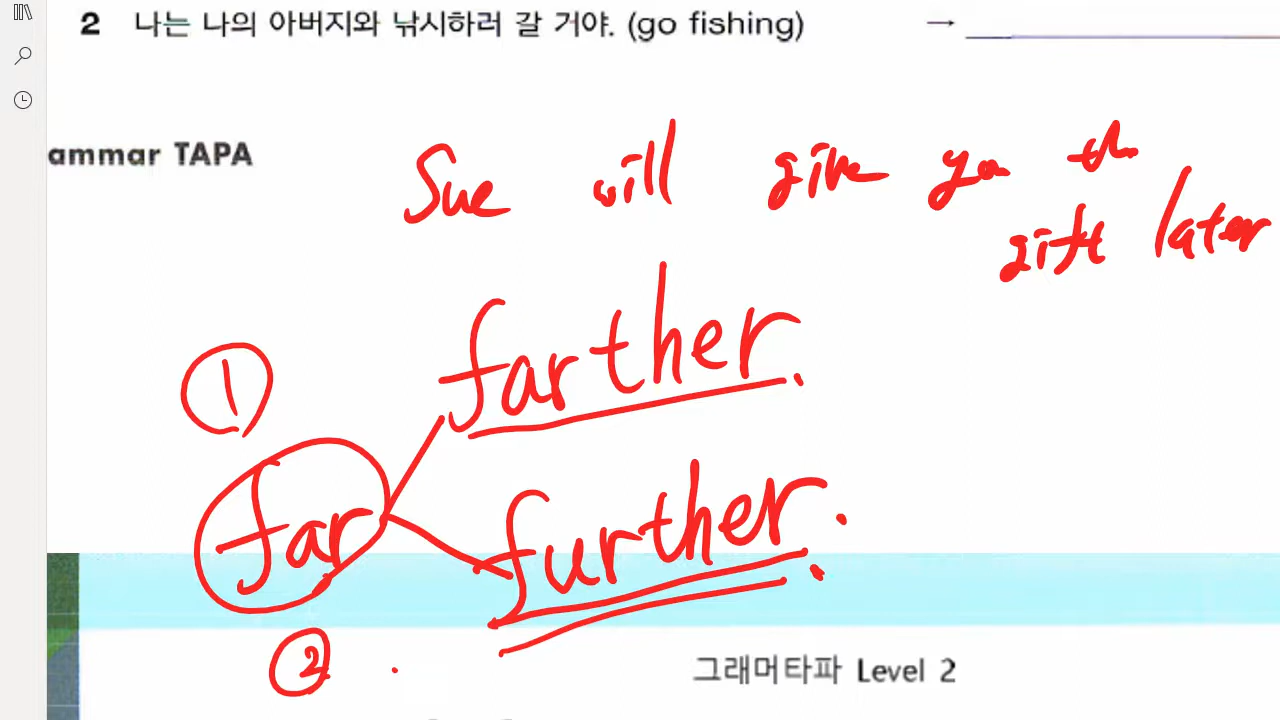 2 나는 나의 아버지와 낚시하러 갈 거야. (go fishing) →
ammar TAPA
Sue will give you the
gift later
farther.
①
far
further.
②
그래머타파 Level 2